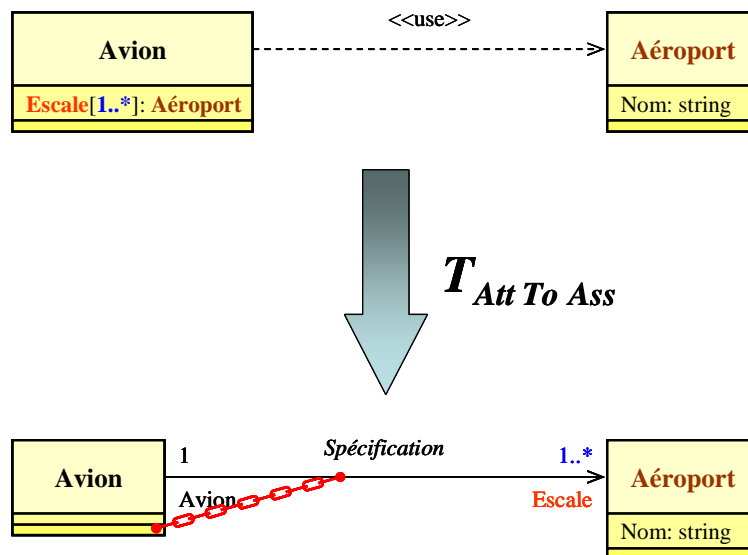 <<use>>
Avion
Aéroport
Escale[1..*]: Aéroport
Nom: string
T Att To Ass
1
Spécification
1..*
Avion
Avion
Escale
Aéroport
Nom: string